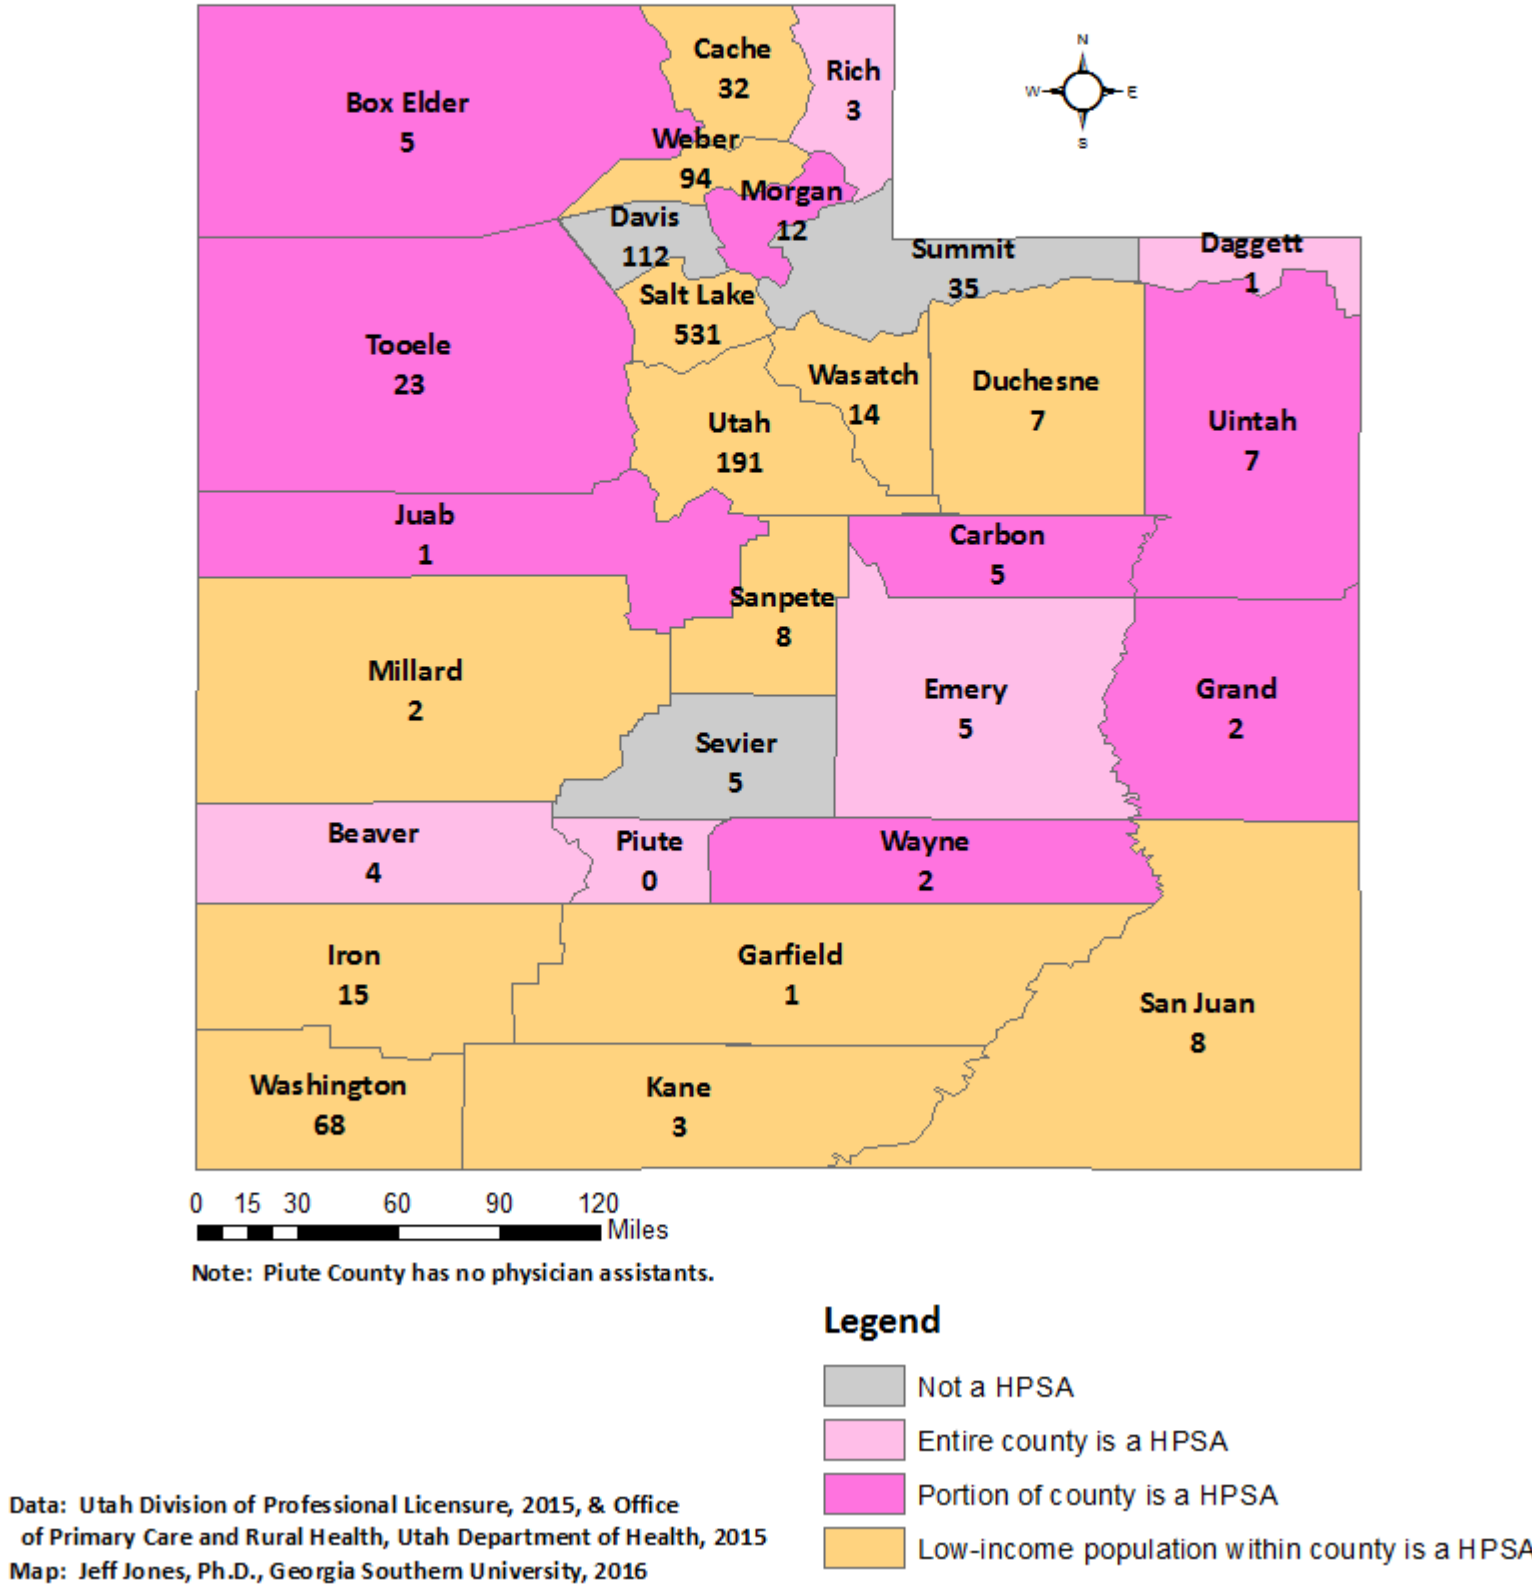 Cache
32
Rich
3
N
W E
S
Box Elder
5
Weber
94
Morgan
12
Davis
112
Summit
35
Daggett
1
Salt Lake
531
Tooele
23
Wasatch
14
Duchesne
7
Uintah
7
Utah
191
Juab
1
Carbon
5
Sanpete
8
Millard
2
Emery
5
Grand
2
Sevier
5
Beaver
4
Piute
0
Wayne
2
Iron
15
Garfield
1
San Juan
8
Washington
68
Kane
3
0 15 30 60 90 120
Miles
Note: Piute County has no physician assistants.
Legend
Not a HPSA
Entire county is a HPSA
Portion of county is a HPSA
Low-income population within county is a HPSA
Data: Utah Division of Professional Licensure, 2015, & Office
of Primary Care and Rural Health, Utah Department of Health, 2015
Map: Jeff Jones, Ph.D., Georgia Southern University, 2016